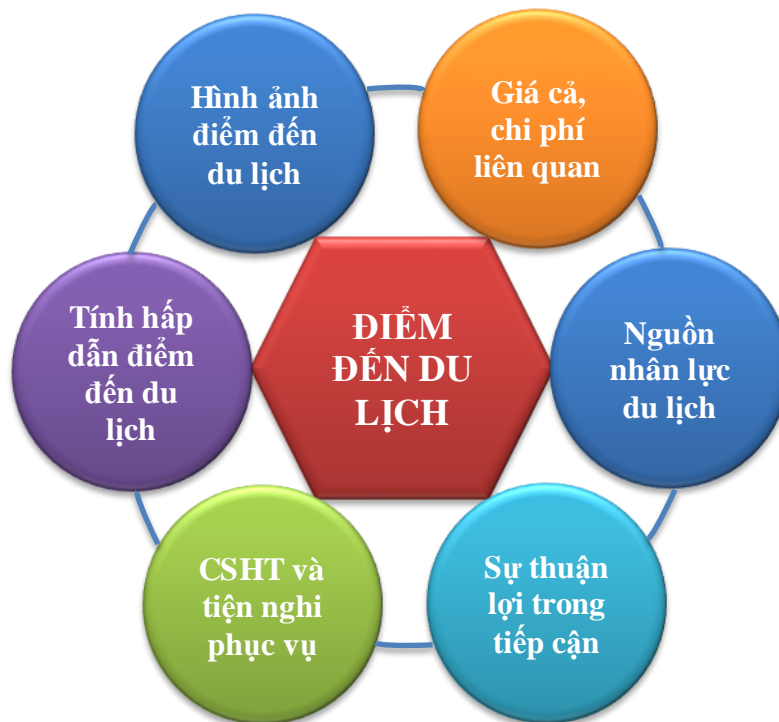 Hình ảnh
điểm đến
du lịch
Giá cả,
chi phí
liên quan
Tính hấp
dẫn điểm
đến du
lịch
ĐIỂM
ĐẾN DU
LỊCH
Nguồn
nhân lực
du lịch
CSHT và
tiện nghi
phục vụ
Sự thuận
lợi trong
tiếp cận